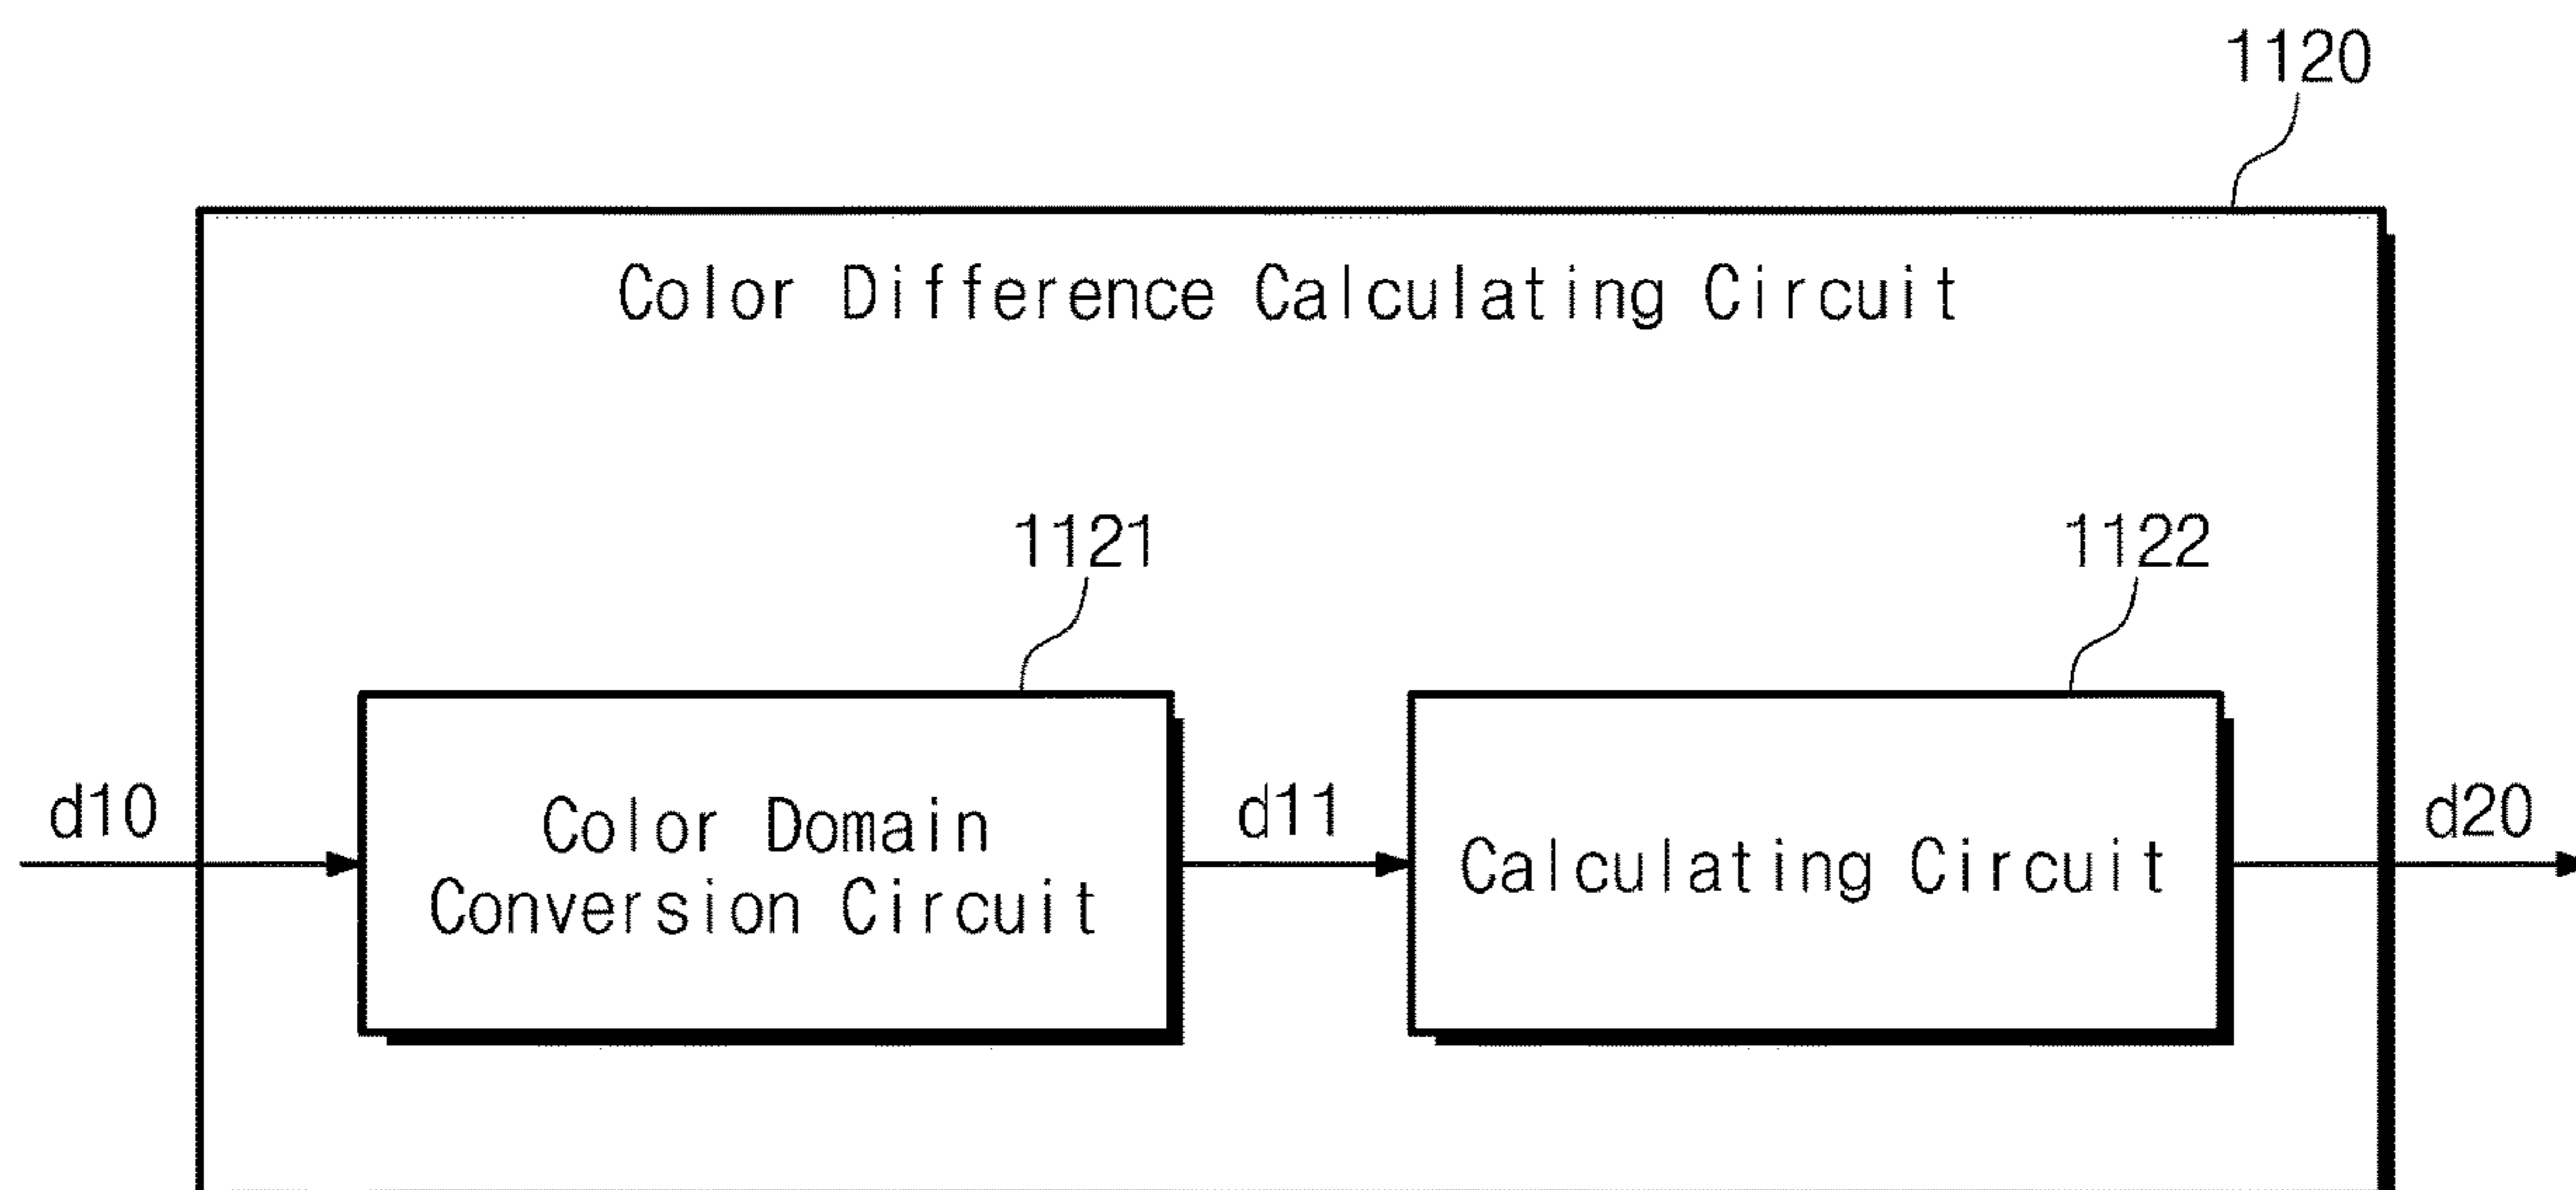 1120
Color Difference Calculating Circuit
1121
1122
d10
Color Domain
Conversion Circuit
d11
Calculating Circuit
d20